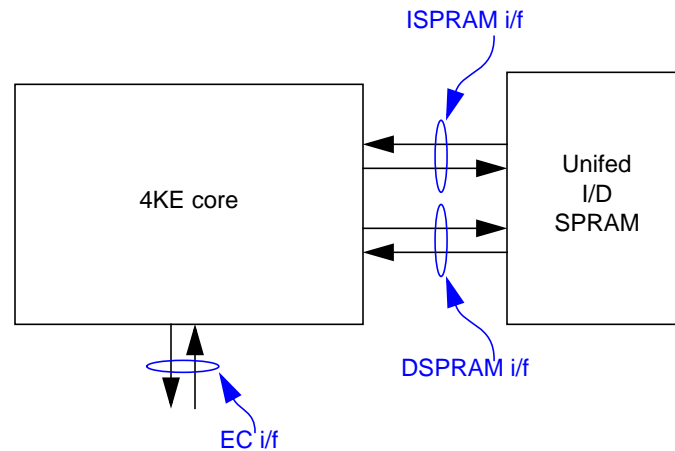 ISPRAM i/f
4KE core
Unifed
I/D
SPRAM
DSPRAM i/f
EC i/f